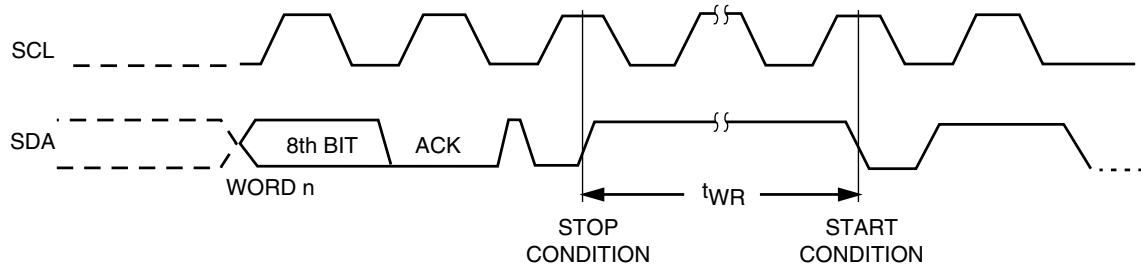 SCL
SDA
8th BIT
ACK
WORD n
tWR
STOP
CONDITION
START
CONDITION